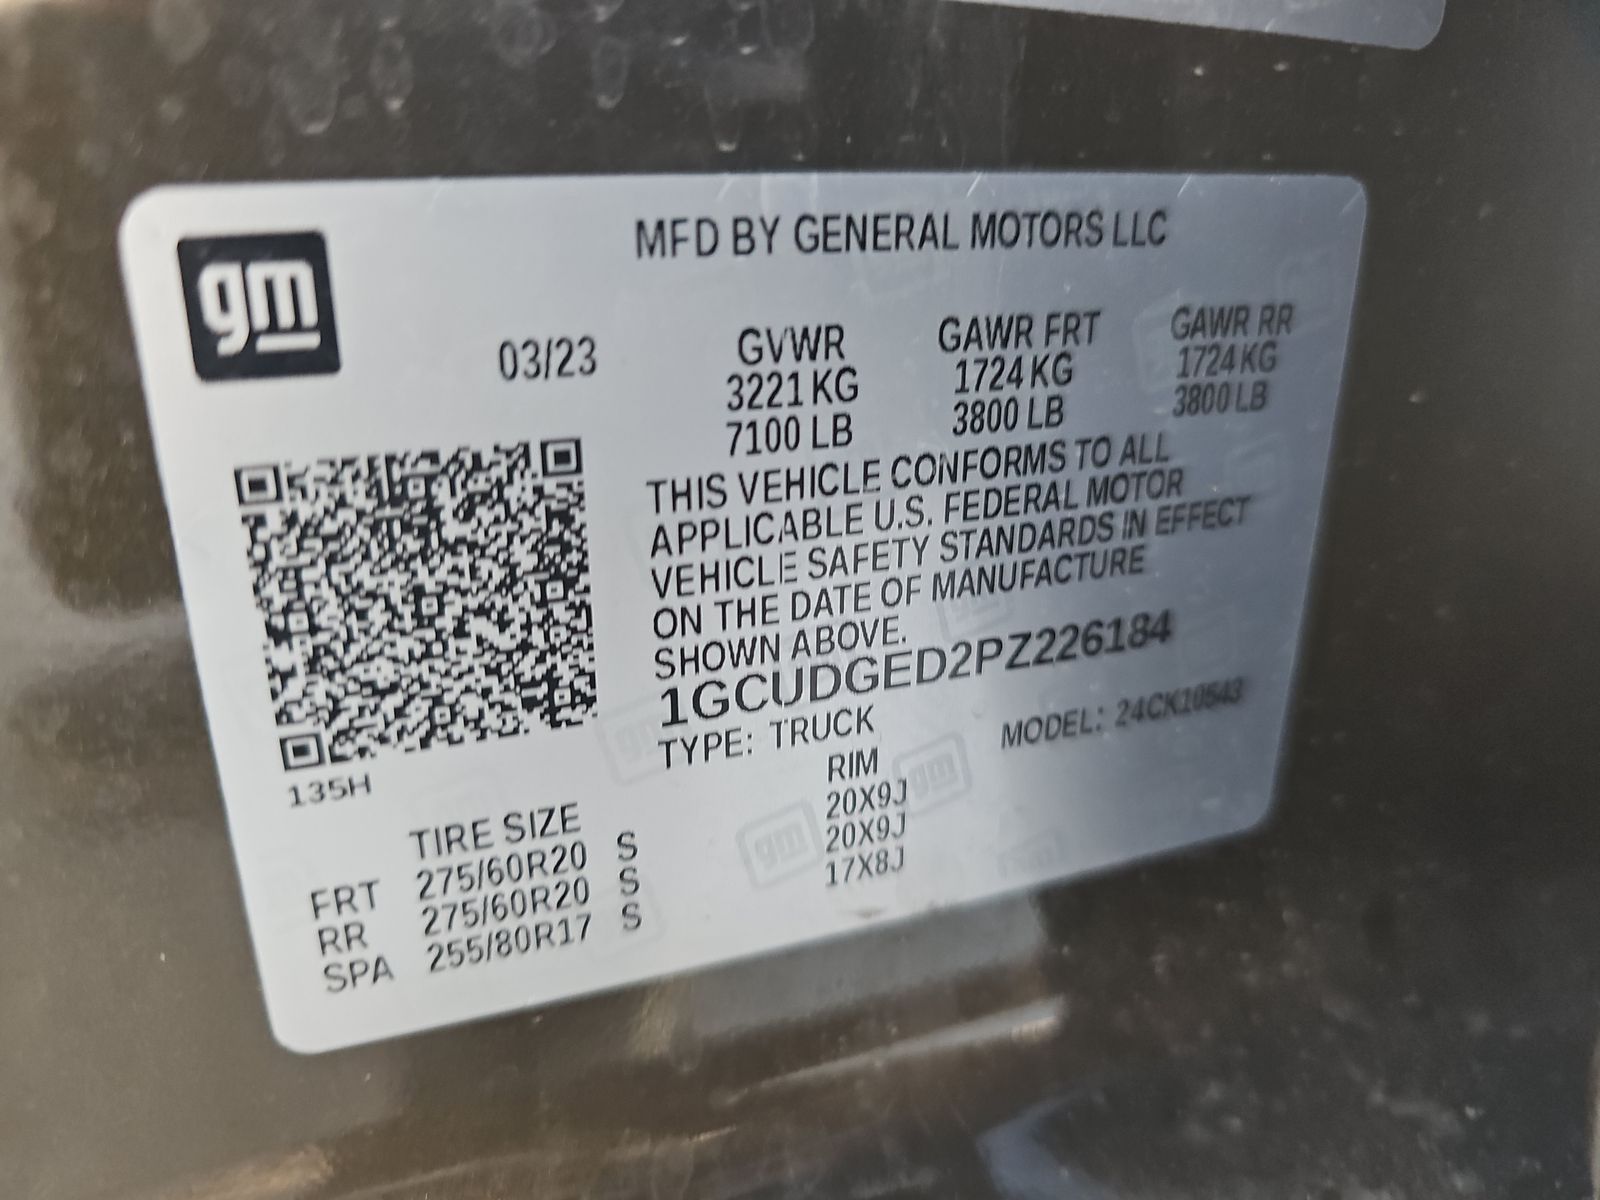 gm
MFD BY GENERAL MOTORS LLC
03/23
GVWR GAWR FRT GAWR RR
3221 KG 1724 KG 1724 KG
7100 LB 3800 LB 3800 LB
THIS VEHICLE CONFORMS TO ALL
APPLICABLE U.S. FEDERAL MOTOR
VEHICLE SAFETY STANDARDS IN EFFECT
ON THE DATE OF MANUFACTURE
SHOWN ABOVE.
1GCUDGED2PZ226184
TYPE: TRUCK MODEL: 24CK10543
135H
TIRE SIZE RIM
FRT 275/60R20 S 20X9J
RR 275/60R20 S 20X9J
SPA 255/80R17 S 17X8J